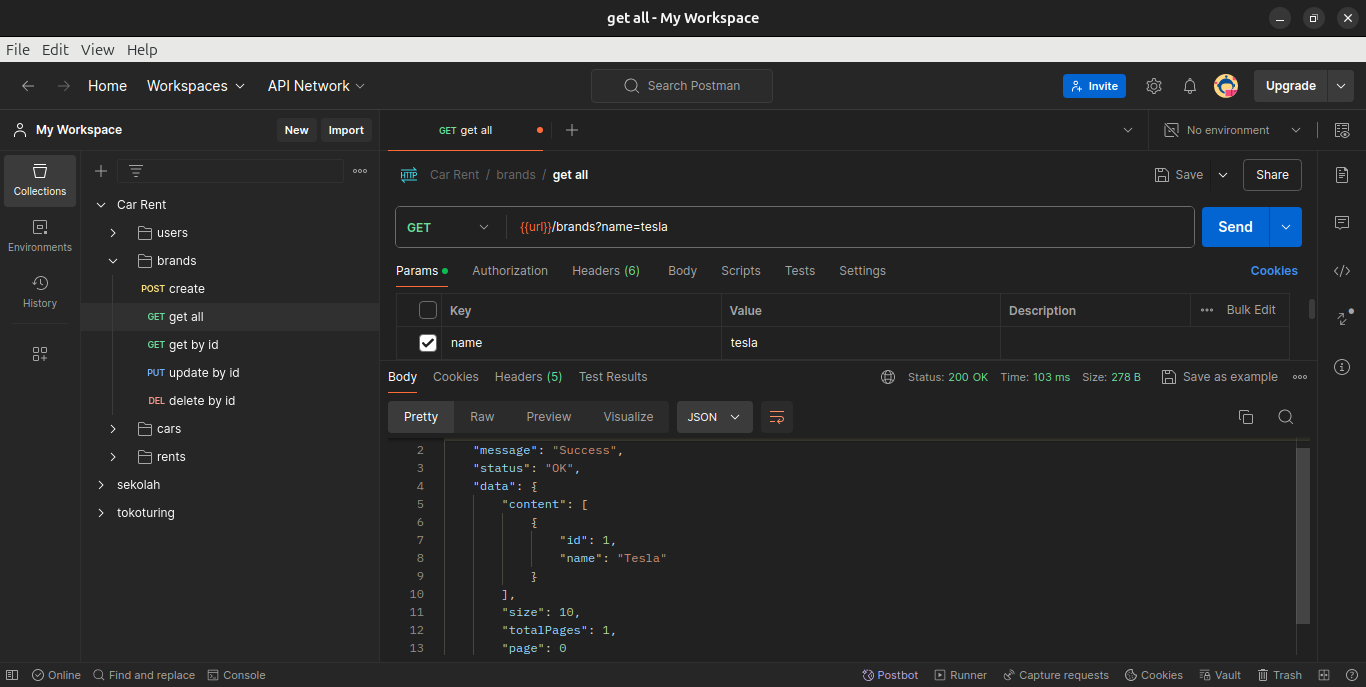 get all - My Workspace
File Edit View Help
Home Workspaces API Network Search Postman Invite Upgrade
My Workspace New Import
GET get all No environment
Collections
Environments
History
Car Rent
users
brands
POST create
GET get all
GET get by id
PUT update by id
DEL delete by id
cars
rents
sekolah
tokoturing
HTTP Car Rent / brands / get all Save Share
GET {{url}}/brands?name=tesla Send
Params Authorization Headers (6) Body Scripts Tests Settings Cookies
Key Value Description Bulk Edit
name tesla
Body Cookies Headers (5) Test Results Status: 200 OK Time: 103 ms Size: 278 B Save as example
Pretty Raw Preview Visualize JSON
2 "message": "Success",
3 "status": "OK",
4 "data": {
5 "content": [
6 {
7 "id": 1,
8 "name": "Tesla"
9 }
10 ],
11 "size": 10,
12 "totalPages": 1,
13 "page": 0
Online Find and replace Console Postbot Runner Capture requests Cookies Vault Trash